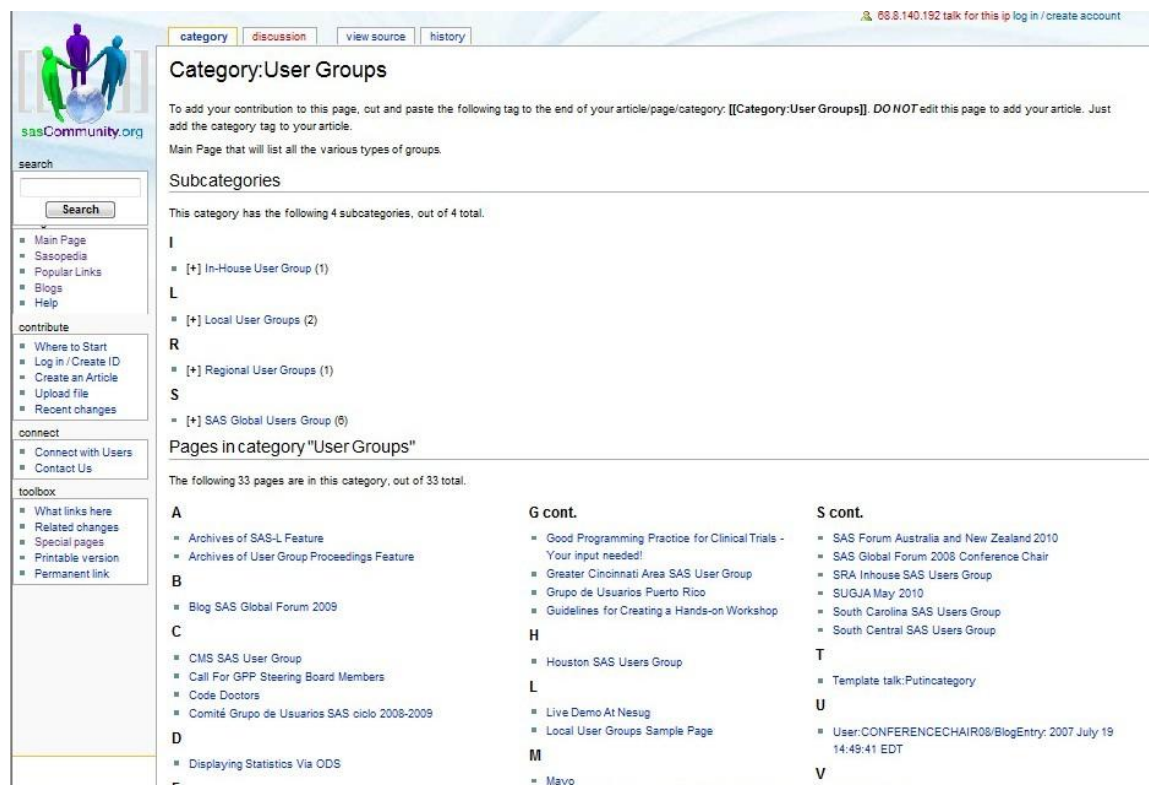 68.8.140.192 talk for this ip log in / create account
category discussion view source history
sasCommunity.org
search
Search
Main Page
Sasopedia
Popular Links
Blogs
Help
contribute
Where to Start
Log in / Create ID
Create an Article
Upload file
Recent changes
connect
Connect with Users
Contact Us
toolbox
What links here
Related changes
Special pages
Printable version
Permanent link
Category:User Groups
To add your contribution to this page, cut and paste the following tag to the end of your article/page/category: [[Category:User Groups]]. DO NOT edit this page to add your article. Just
add the category tag to your article.
Main Page that will list all the various types of groups.
Subcategories
This category has the following 4 subcategories, out of 4 total.
I
[+] In-House User Group (1)
L
[+] Local User Groups (2)
R
[+] Regional User Groups (1)
S
[+] SAS Global Users Group (6)
Pages in category "User Groups"
The following 33 pages are in this category, out of 33 total.
A
Archives of SAS-L Feature
Archives of User Group Proceedings Feature
B
Blog SAS Global Forum 2009
C
CMS SAS User Group
Call For GPP Steering Board Members
Code Doctors
Comité Grupo de Usuarios SAS ciclo 2008-2009
D
Displaying Statistics Via ODS
G cont.
Good Programming Practice for Clinical Trials -
Your input needed!
Greater Cincinnati Area SAS User Group
Grupo de Usuarios Puerto Rico
Guidelines for Creating a Hands-on Workshop
H
Houston SAS Users Group
L
Live Demo At Nesug
Local User Groups Sample Page
M
Mayo
S cont.
SAS Forum Australia and New Zealand 2010
SAS Global Forum 2008 Conference Chair
SRA Inhouse SAS Users Group
SUGJA May 2010
South Carolina SAS Users Group
South Central SAS Users Group
T
Template talk:Putincategory
U
User:CONFERENCECHAIR08/BlogEntry: 2007 July 19
14:49:41 EDT
V